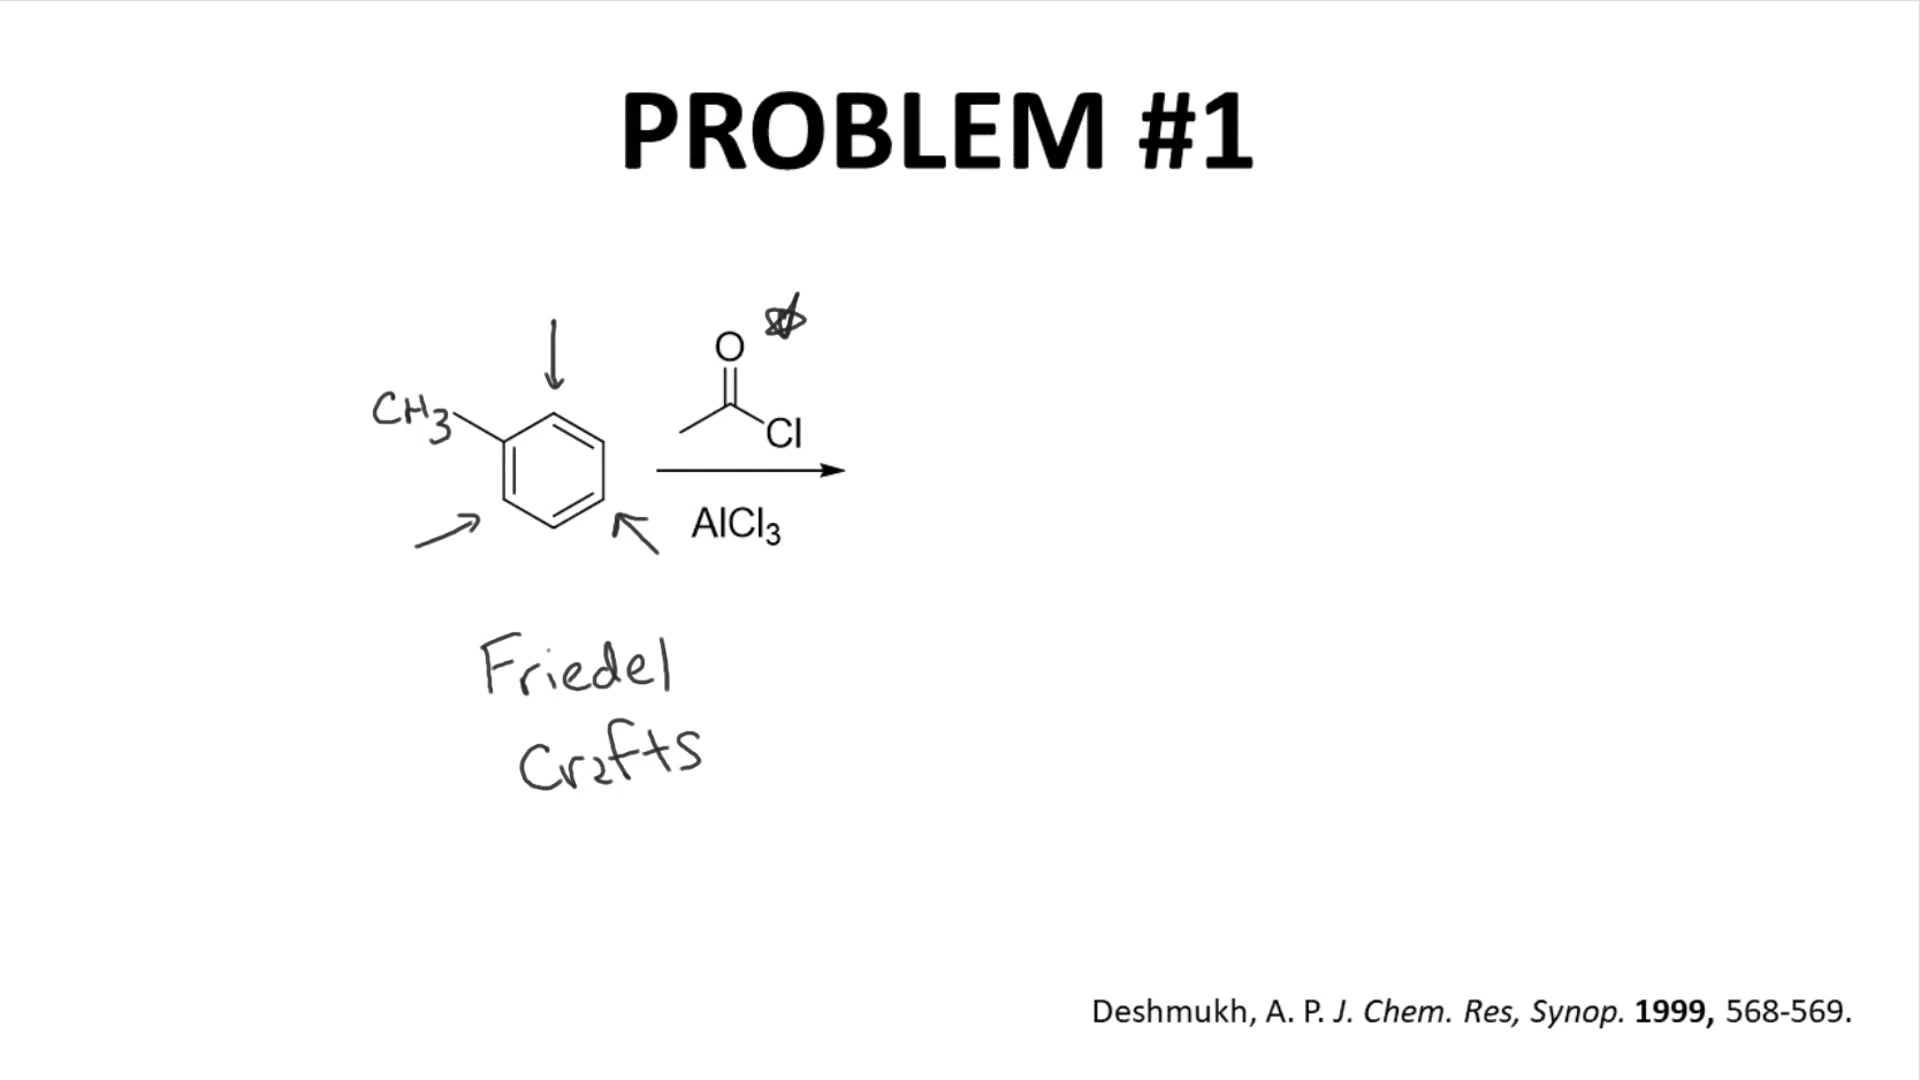 PROBLEM #1
O
CH3
Cl
AlCl3
Friedel
Crafts
Deshmukh, A. P. J. Chem. Res, Synop. 1999, 568-569.